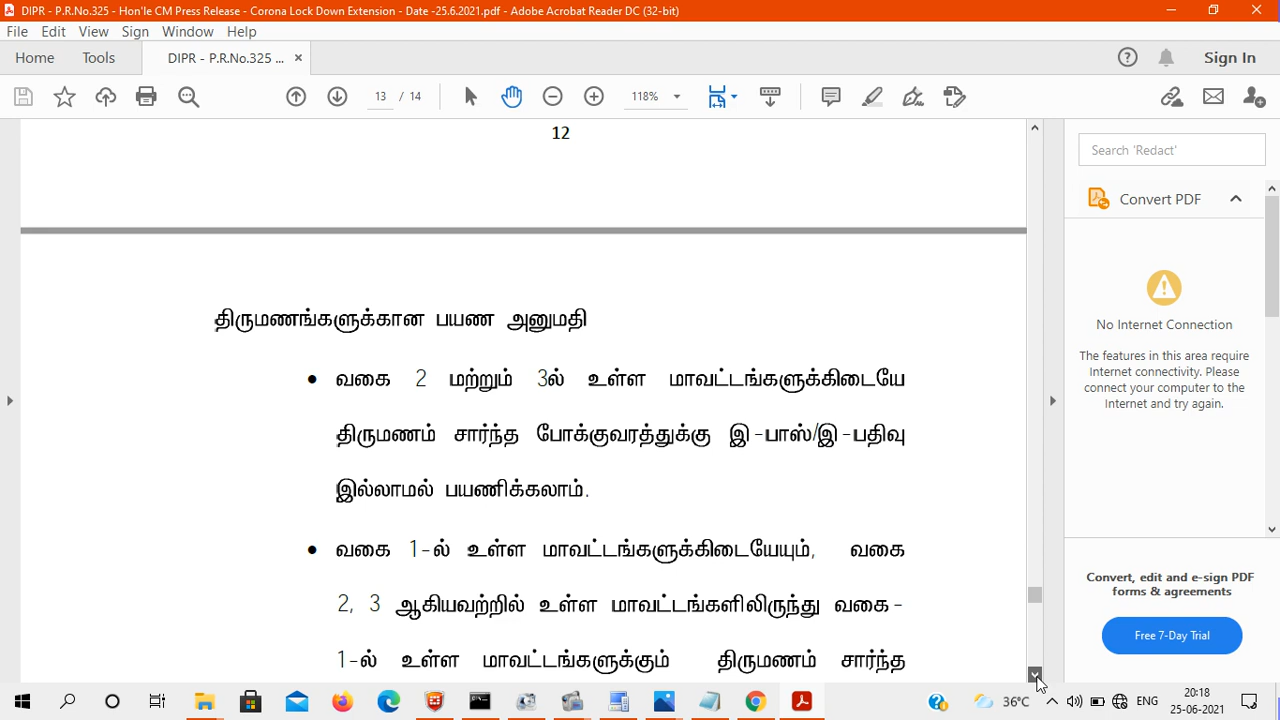 DIPR - P.R.No.325 - Hon'le CM Press Release - Corona Lock Down Extension - Date -25.6.2021.pdf - Adobe Acrobat Reader DC (32-bit)
File Edit View Sign Window Help
Home Tools DIPR - P.R.No.325 ... × Sign In
13 / 14 118%
12
திருமணங்களுக்கான பயண அனுமதி
• வகை 2 மற்றும் 3ல் உள்ள மாவட்டங்களுக்கிடையே
திருமணம் சார்ந்த போக்குவரத்துக்கு இ-பாஸ்/இ-பதிவு
இல்லாமல் பயணிக்கலாம்.
• வகை 1-ல் உள்ள மாவட்டங்களுக்கிடையேயும், வகை
2, 3 ஆகியவற்றில் உள்ள மாவட்டங்களிலிருந்து வகை-
1-ல் உள்ள மாவட்டங்களுக்கும் திருமணம் சார்ந்த
Search 'Redact'
Convert PDF
No Internet Connection
The features in this area require
Internet connectivity. Please
connect your computer to the
Internet and try again.
Convert, edit and e-sign PDF
forms & agreements
Free 7-Day Trial
36°C ENG 20:18
25-06-2021